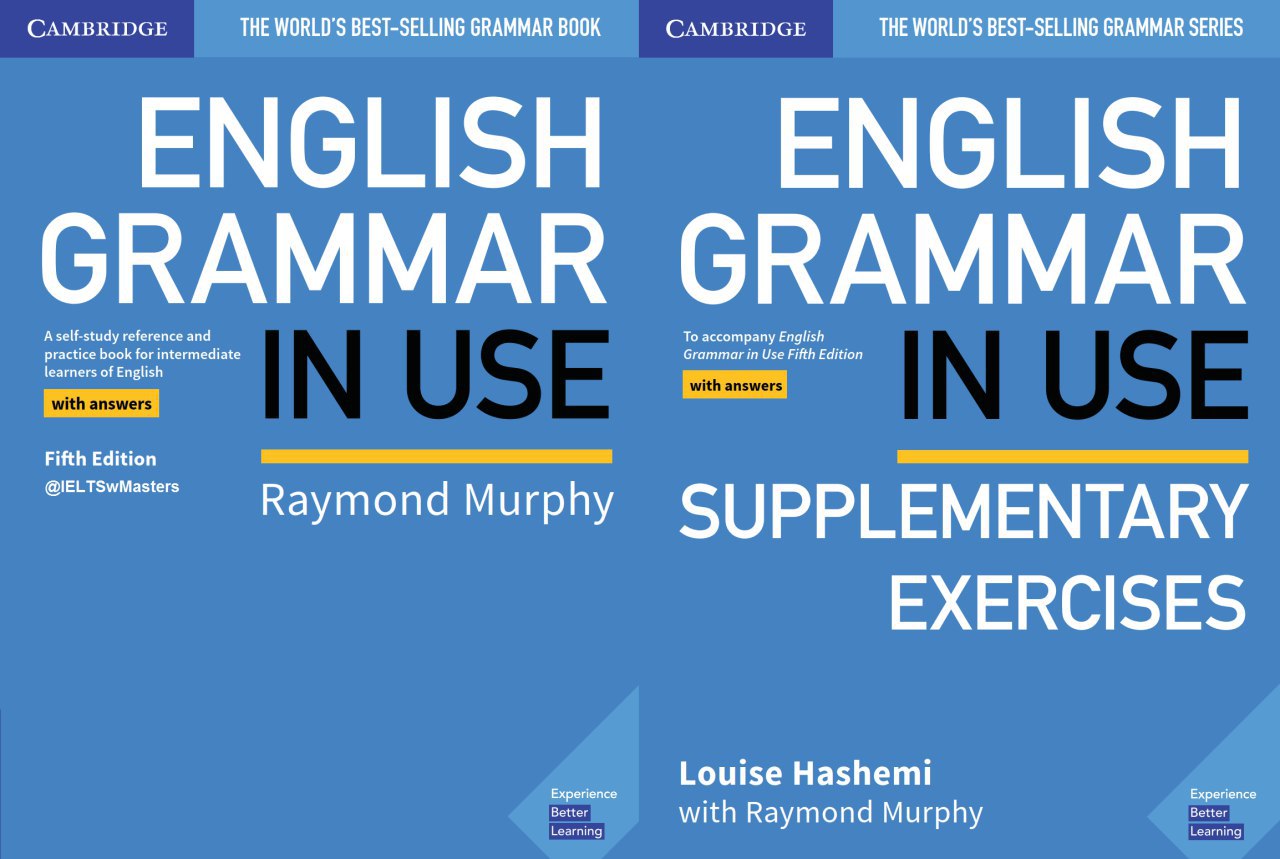 CAMBRIDGE
THE WORLD'S BEST-SELLING GRAMMAR BOOK
ENGLISH
GRAMMAR
IN USE
A self-study reference and
practice book for intermediate
learners of English
with answers
Fifth Edition
@IELTSwMasters
Raymond Murphy
Experience
Better
Learning
CAMBRIDGE
THE WORLD'S BEST-SELLING GRAMMAR SERIES
ENGLISH
GRAMMAR
IN USE
To accompany English
Grammar in Use Fifth Edition
with answers
SUPPLEMENTARY
EXERCISES
Louise Hashemi
with Raymond Murphy
Experience
Better
Learning